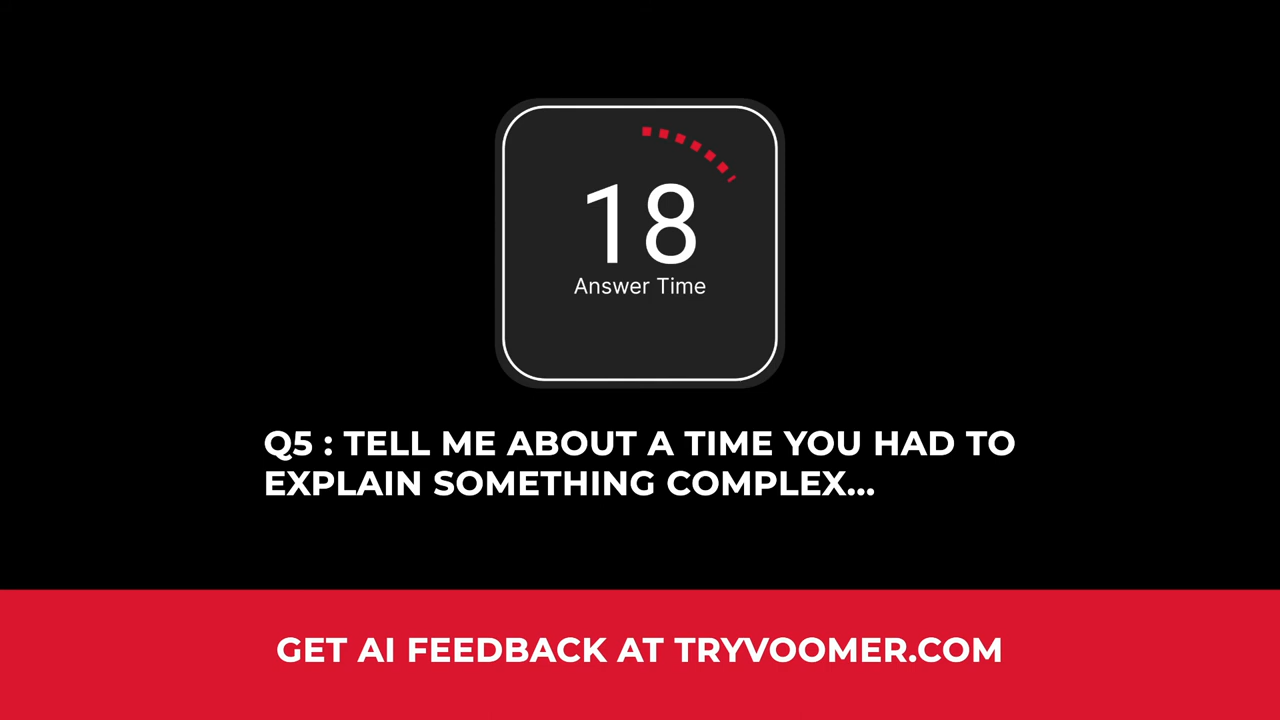 18
Answer Time
Q5 : TELL ME ABOUT A TIME YOU HAD TO
EXPLAIN SOMETHING COMPLEX...
GET AI FEEDBACK AT TRYVOOMER.COM